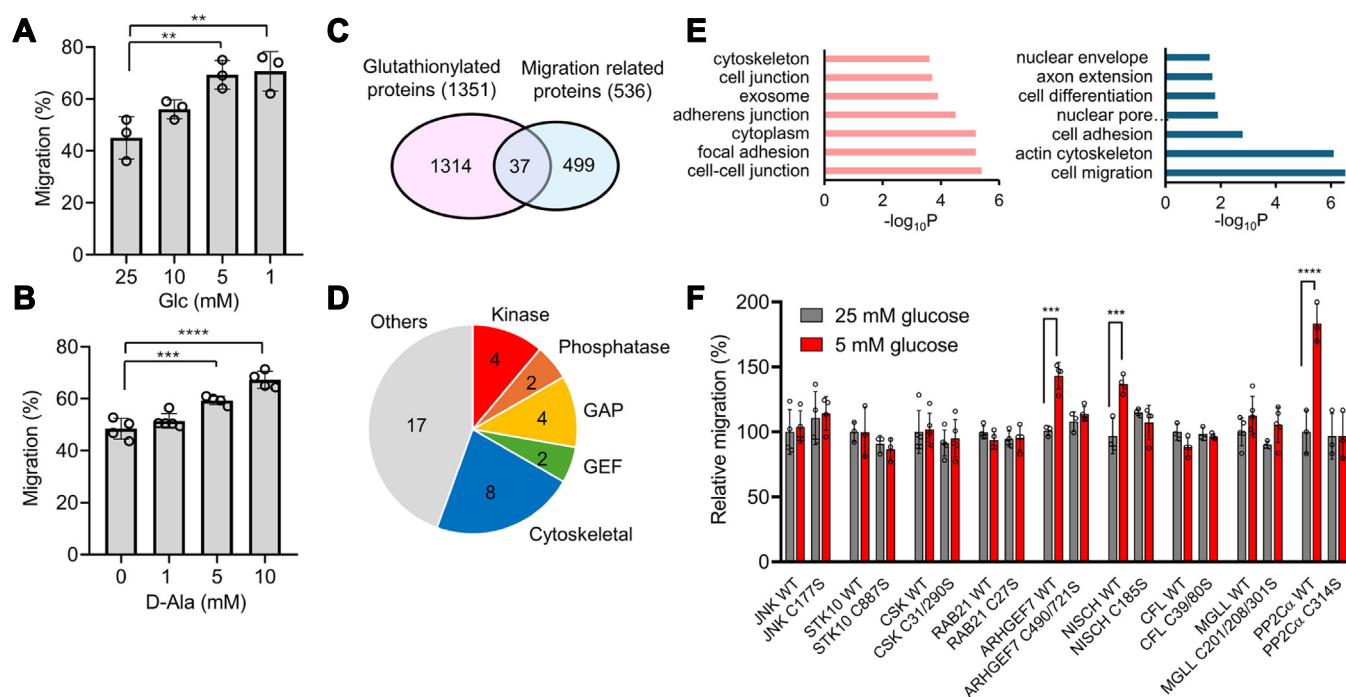 A
**
**
80
60
40
20
0
Migration (%)
25 10 5 1
Glc (mM)
B
****
***
80
60
40
20
0
Migration (%)
0 1 5 10
D-Ala (mM)
C
Glutathionylated
proteins (1351)
Migration related
proteins (536)
1314 37 499
D
Others
Kinase
Phosphatase
GAP
GEF
Cytoskeletal
4
2
4
2
8
17
E
cytoskeleton
cell junction
exosome
adherens junction
cytoplasm
focal adhesion
cell-cell junction
0 2 4 6
-log10P
nuclear envelope
axon extension
cell differentiation
nuclear pore…
cell adhesion
actin cytoskeleton
cell migration
0 2 4 6
-log10P
F
25 mM glucose
5 mM glucose
***
***
****
200
150
100
50
0
Relative migration (%)
JNK WT
JNK C177S
STK10 WT
STK10 C887S
CSK WT
CSK C31/290S
RAB21 WT
RAB21 C27S
ARHGEF7 WT
ARHGEF7 C490/721S
NISCH WT
NISCH C185S
CFL WT
CFL C39/80S
MGLL WT
MGLL C201/208/301S
PP2Cα WT
PP2Cα C314S